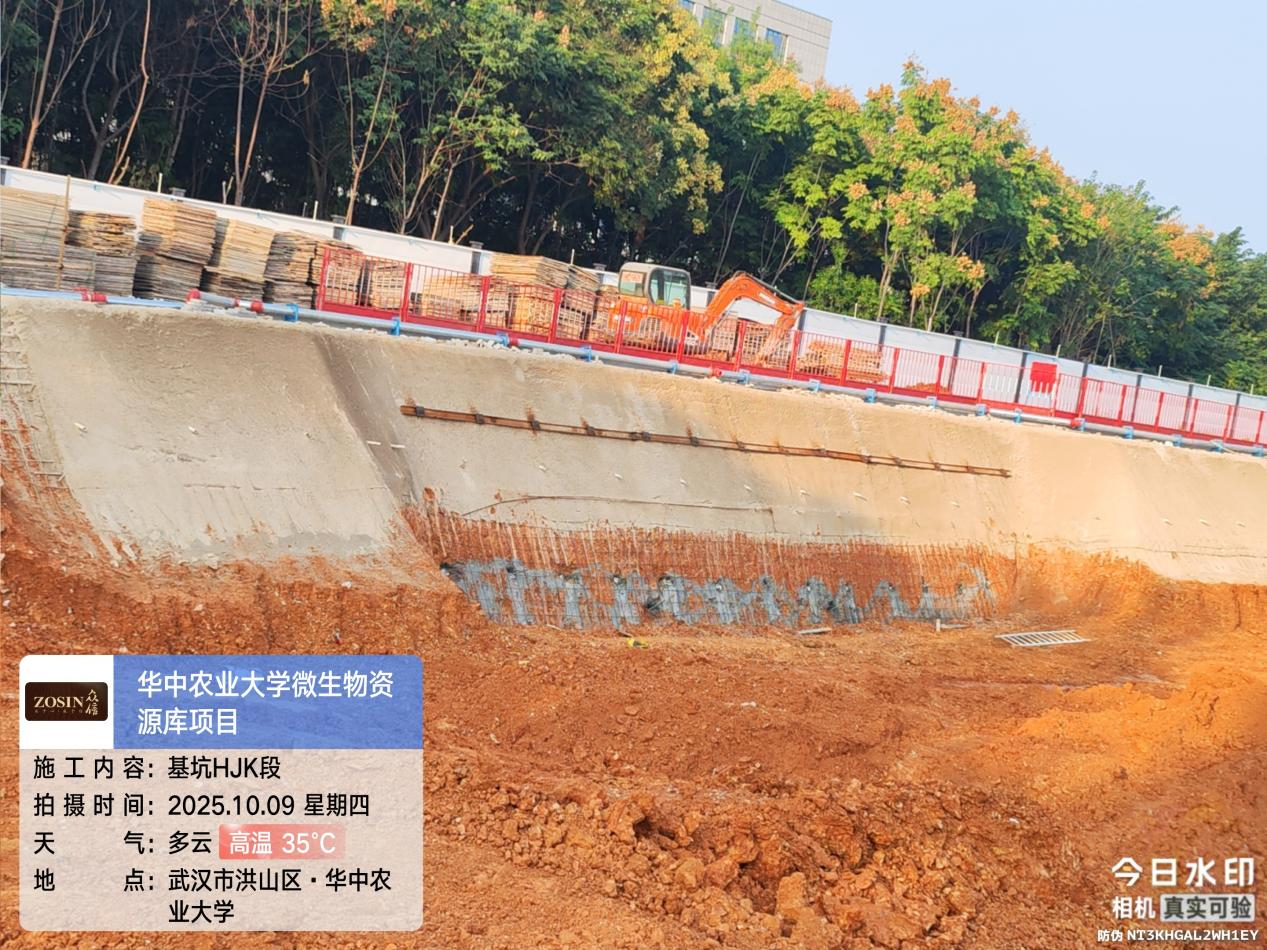 华中农业大学微生物资
源库项目
ZOSIN 众信
施工内容：基坑HJK段
拍摄时间：2025.10.09 星期四
天气：多云 高温 35°C
地点：武汉市洪山区·华中农
业大学
今日水印
相机 真实可验
防伪 NT3KHGAL2WH1EY